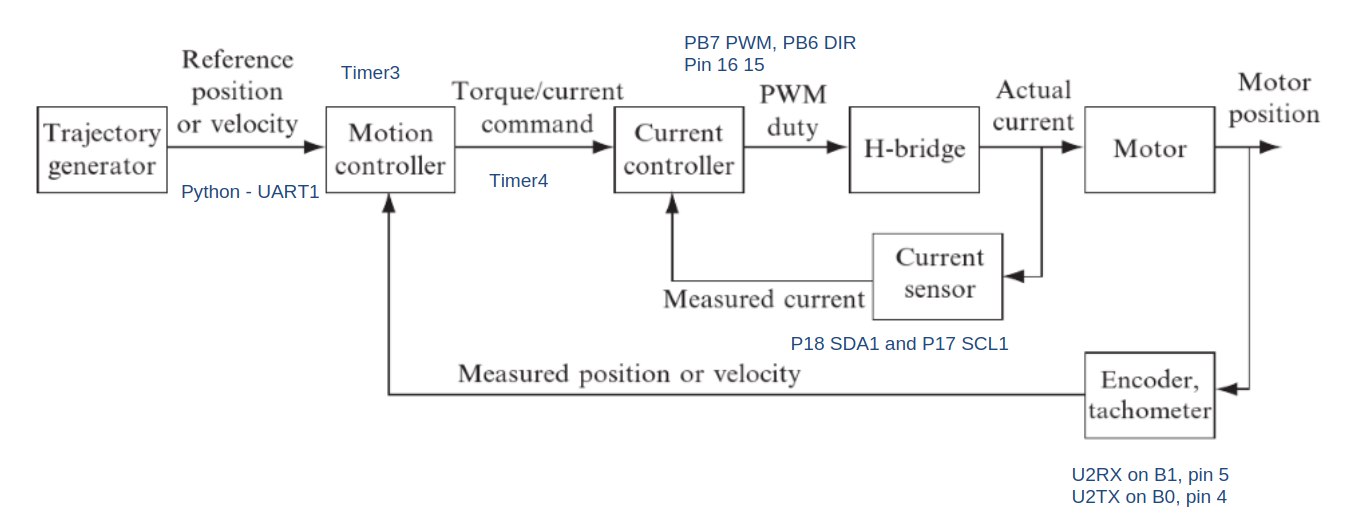 PB7 PWM, PB6 DIR
Pin 16 15
Reference
position
or velocity
Timer3
Torque/current
command
PWM
duty
Actual
current
Motor
position
Trajectory
generator
Motion
controller
Current
controller
H-bridge
Motor
Python - UART1
Timer4
Current
sensor
Measured current
P18 SDA1 and P17 SCL1
Measured position or velocity
Encoder,
tachometer
U2RX on B1, pin 5
U2TX on B0, pin 4